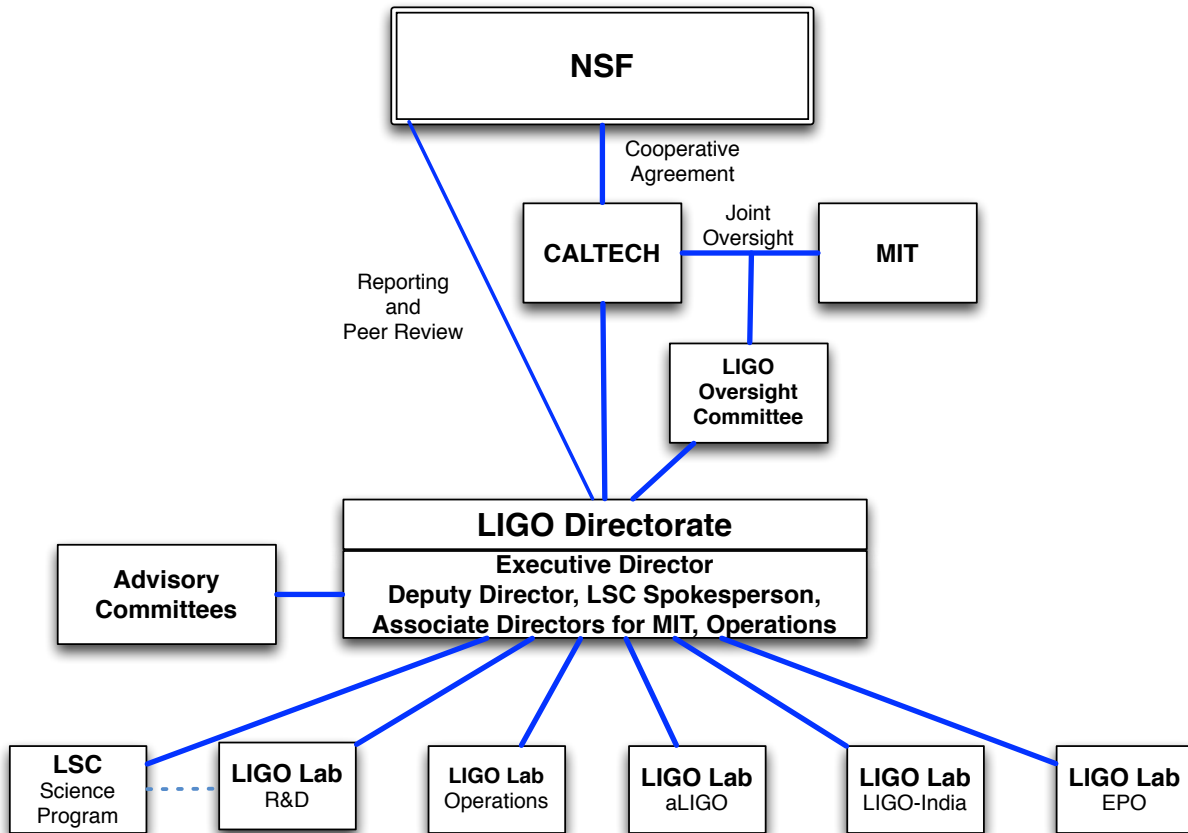 NSF
Cooperative
Agreement
CALTECH
Joint
Oversight
MIT
Reporting
and
Peer Review
LIGO
Oversight
Committee
LIGO Directorate
Executive Director
Deputy Director, LSC Spokesperson,
Associate Directors for MIT, Operations
Advisory
Committees
LSC
Science
Program
LIGO Lab
R&D
LIGO Lab
Operations
LIGO Lab
aLIGO
LIGO Lab
LIGO-India
LIGO Lab
EPO